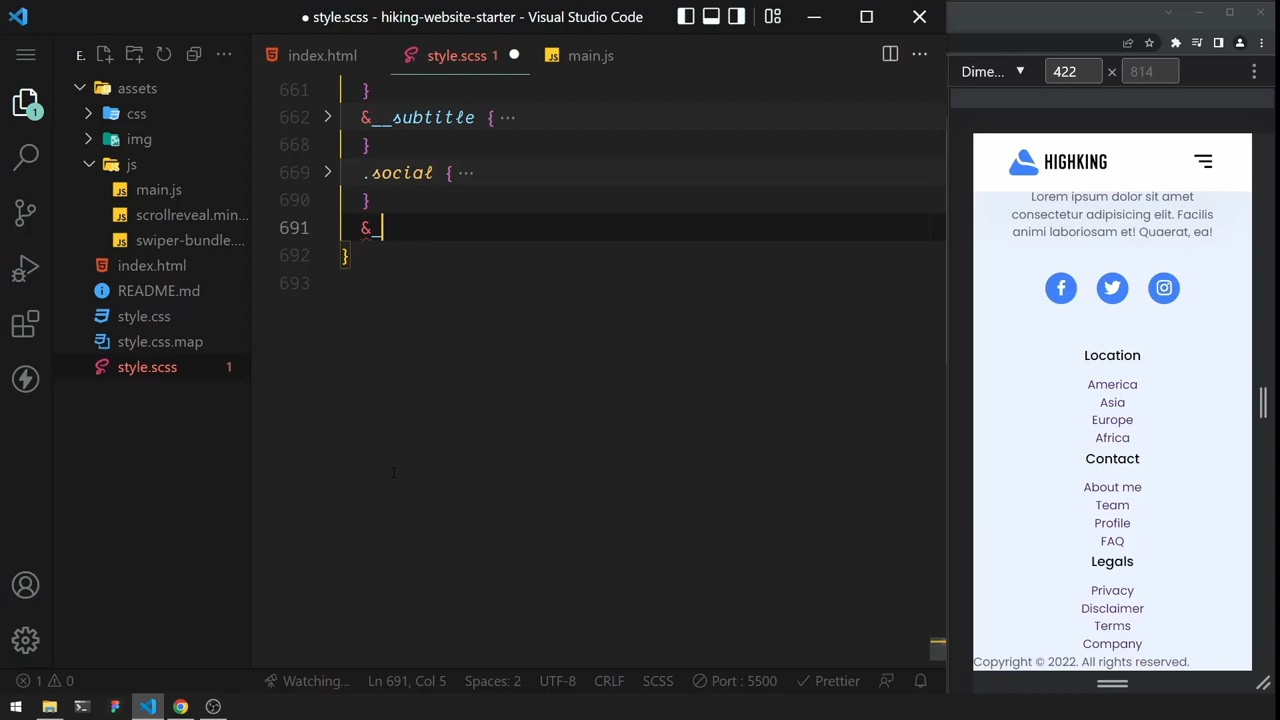 ● style.scss - hiking-website-starter - Visual Studio Code
E.
index.html
style.scss 1
main.js
assets
css
img
js
main.js
scrollreveal.min...
swiper-bundle....
index.html
README.md
style.css
style.css.map
style.scss 1
1
661 }
662 &__subtitle { ...
668 }
669 .social { ...
690 }
691 &_
692 }
693
Dime... 422 × 814
HIGHKING
Lorem ipsum dolor sit amet
consectetur adipisicing elit. Facilis
animi laboriosam et! Quaerat, ea!
Location
America
Asia
Europe
Africa
Contact
About me
Team
Profile
FAQ
Legals
Privacy
Disclaimer
Terms
Company
Copyright © 2022. All rights reserved.
1 0
Watching...
Ln 691, Col 5
Spaces: 2
UTF-8
CRLF
SCSS
Port : 5500
Prettier